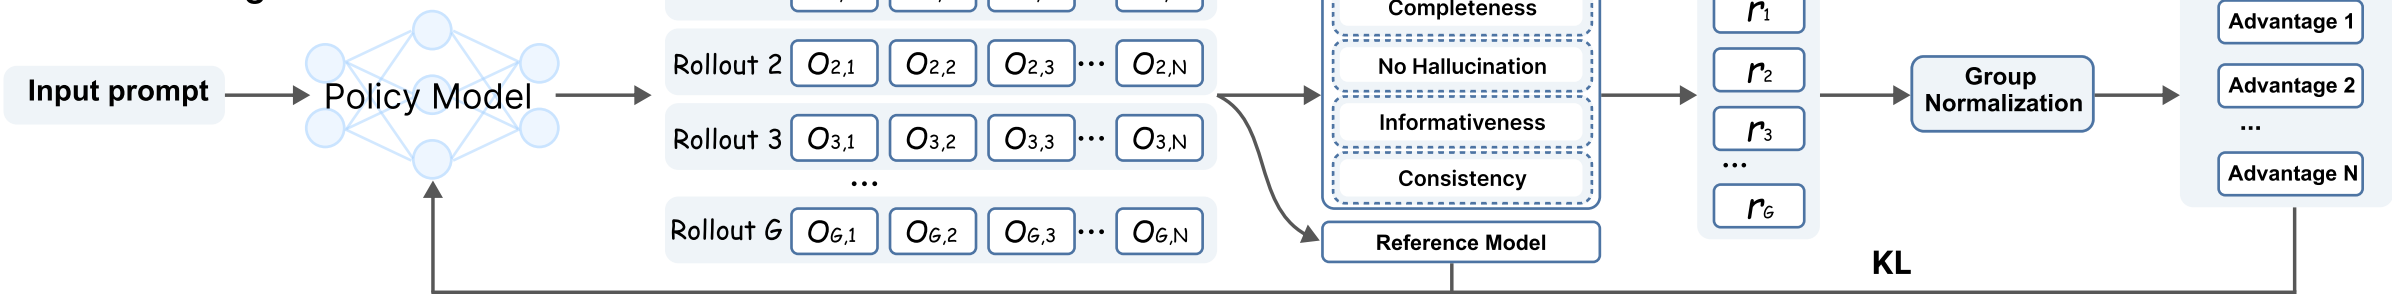 Input prompt
Policy Model
Rollout 2 O2,1 O2,2 O2,3 ... O2,N
Rollout 3 O3,1 O3,2 O3,3 ... O3,N
...
Rollout G OG,1 OG,2 OG,3 ... OG,N
Completeness
No Hallucination
Informativeness
Consistency
Reference Model
r1
r2
r3
...
rG
Group
Normalization
Advantage 1
Advantage 2
...
Advantage N
KL